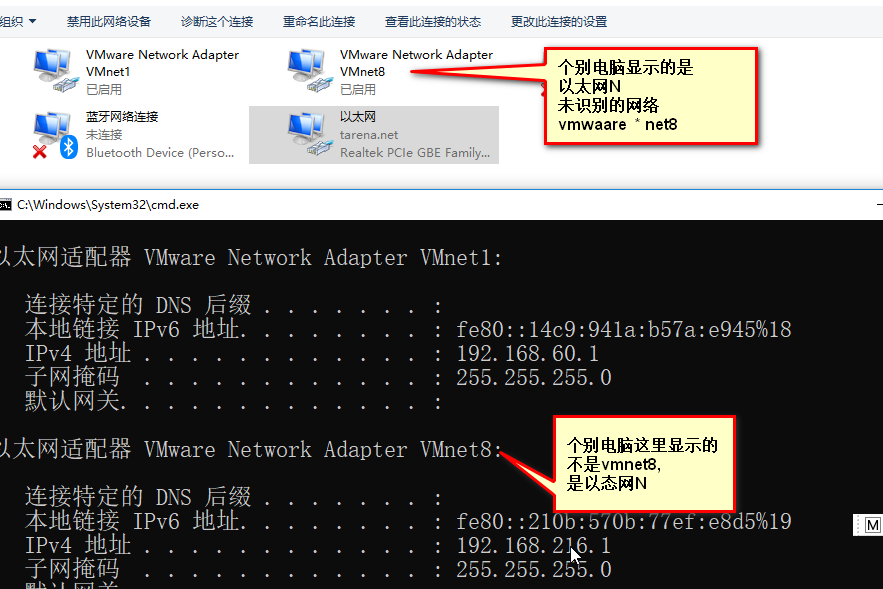 组织 禁用此网络设备 诊断这个连接 重命名此连接 查看此连接的状态 更改此连接的设置
VMware Network Adapter
VMnet1
已启用
VMware Network Adapter
VMnet8
已启用
个别电脑显示的是
以太网N
未识别的网络
vmwaare * net8
蓝牙网络连接
未连接
Bluetooth Device (Perso...
以太网
tarena.net
Realtek PCIe GBE Family...
C:\Windows\System32\cmd.exe
以太网适配器 VMware Network Adapter VMnet1:
连接特定的 DNS 后缀 . . . . . . . :
本地链接 IPv6 地址. . . . . . . . : fe80::14c9:941a:b57a:e945%18
IPv4 地址 . . . . . . . . . . . . : 192.168.60.1
子网掩码 . . . . . . . . . . . . : 255.255.255.0
默认网关. . . . . . . . . . . . . :
以太网适配器 VMware Network Adapter VMnet8:
个别电脑这里显示的
不是vmnet8,
是以态网N
连接特定的 DNS 后缀 . . . . . . . :
本地链接 IPv6 地址. . . . . . . . : fe80::210b:570b:77ef:e8d5%19
M
IPv4 地址 . . . . . . . . . . . . : 192.168.216.1
子网掩码 . . . . . . . . . . . . : 255.255.255.0